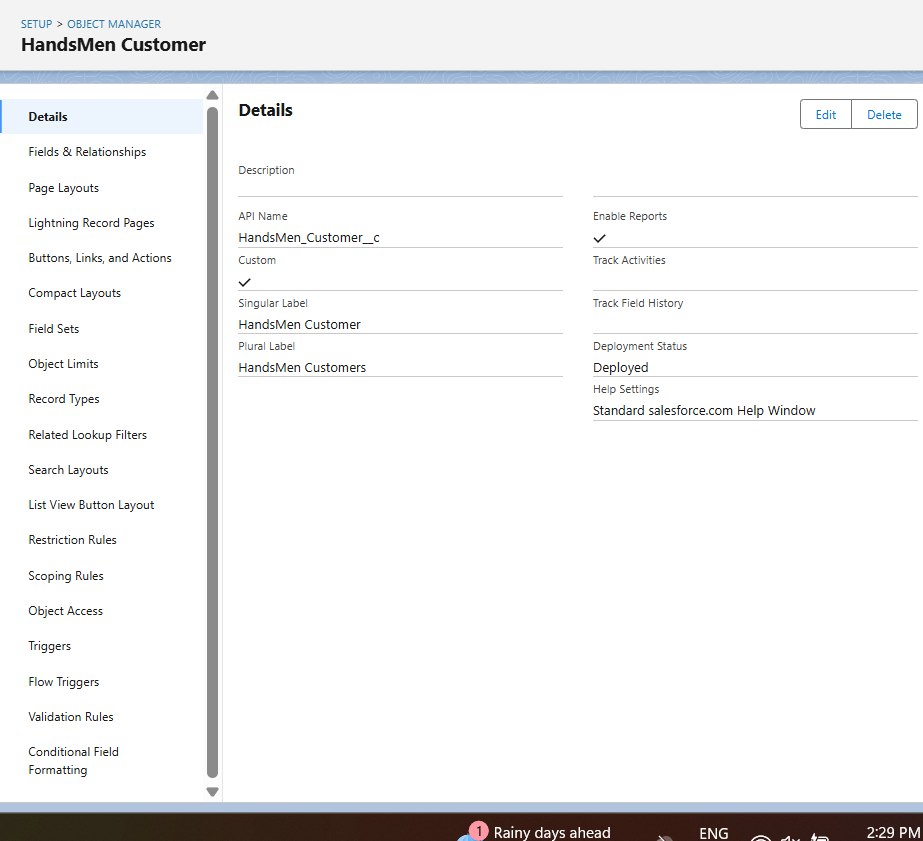 SETUP > OBJECT MANAGER
HandsMen Customer
Details
Fields & Relationships
Page Layouts
Lightning Record Pages
Buttons, Links, and Actions
Compact Layouts
Field Sets
Object Limits
Record Types
Related Lookup Filters
Search Layouts
List View Button Layout
Restriction Rules
Scoping Rules
Object Access
Triggers
Flow Triggers
Validation Rules
Conditional Field
Formatting
Details
Edit
Delete
Description
API Name
HandsMen_Customer__c
Custom
Singular Label
HandsMen Customer
Plural Label
HandsMen Customers
Enable Reports
Track Activities
Track Field History
Deployment Status
Deployed
Help Settings
Standard salesforce.com Help Window
1
Rainy days ahead
ENG
2:29 PM